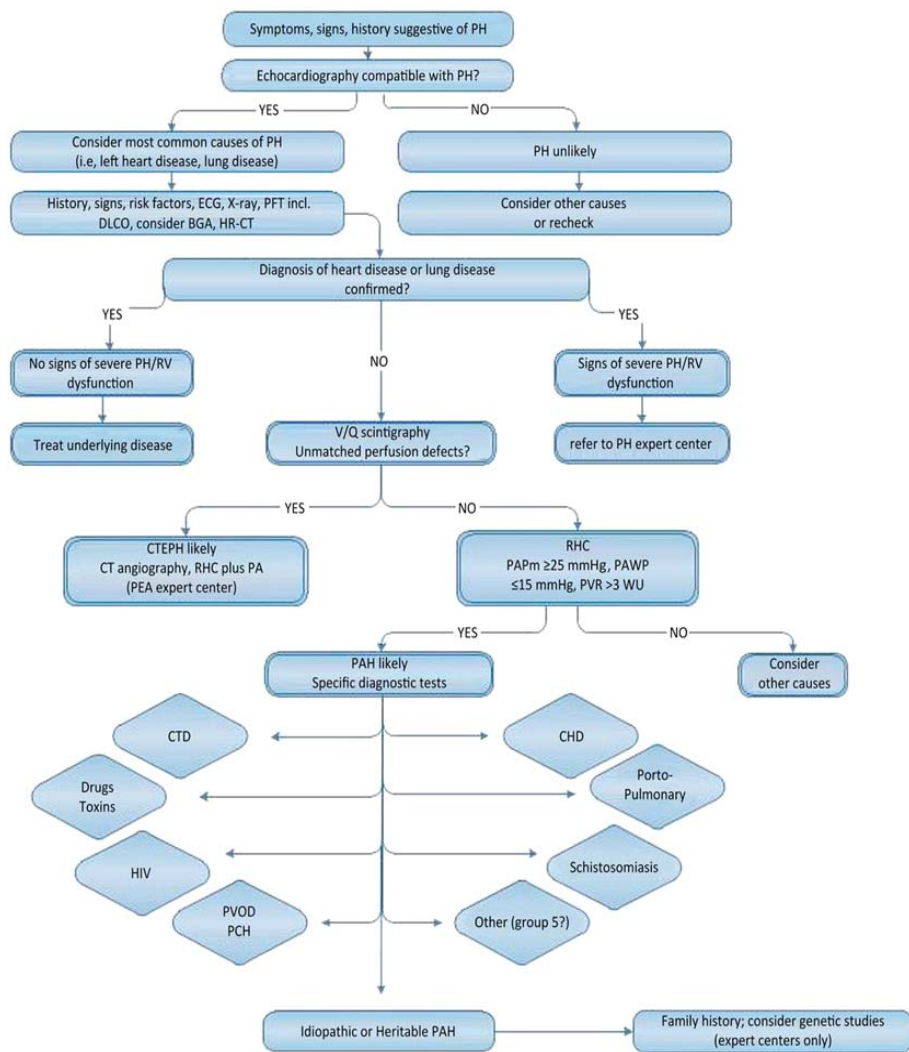 Symptoms, signs, history suggestive of PH
Echocardiography compatible with PH?
YES
NO
Consider most common causes of PH
(i.e, left heart disease, lung disease)
PH unlikely
History, signs, risk factors, ECG, X-ray, PFT incl.
DLCO, consider BGA, HR-CT
Consider other causes
or recheck
Diagnosis of heart disease or lung disease
confirmed?
YES
YES
NO
No signs of severe PH/RV
dysfunction
Signs of severe PH/RV
dysfunction
Treat underlying disease
V/Q scintigraphy
Unmatched perfusion defects?
refer to PH expert center
YES
NO
CTEPH likely
CT angiography, RHC plus PA
(PEA expert center)
RHC
PAPm ≥25 mmHg, PAWP
≤15 mmHg, PVR >3 WU
YES
NO
PAH likely
Specific diagnostic tests
Consider
other causes
CTD
CHD
Drugs
Toxins
Porto-
Pulmonary
HIV
Schistosomiasis
PVOD
PCH
Other (group 5?)
Idiopathic or Heritable PAH
Family history; consider genetic studies
(expert centers only)